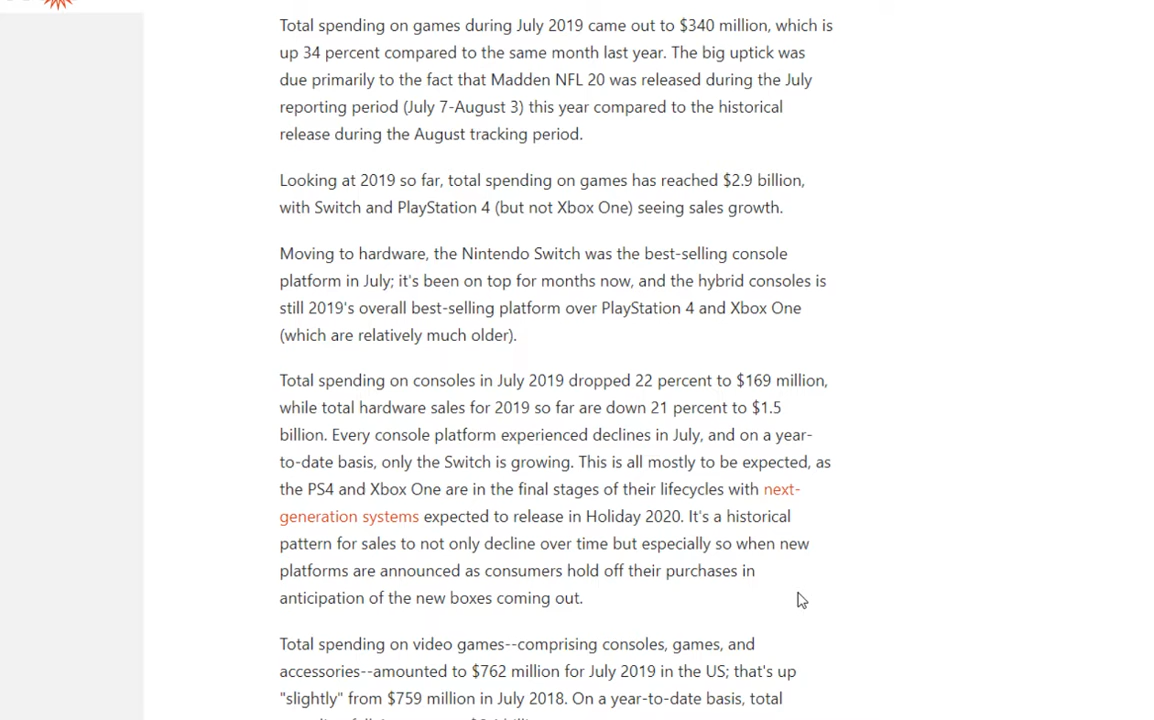 Total spending on games during July 2019 came out to $340 million, which is
up 34 percent compared to the same month last year. The big uptick was
due primarily to the fact that Madden NFL 20 was released during the July
reporting period (July 7-August 3) this year compared to the historical
release during the August tracking period.
Looking at 2019 so far, total spending on games has reached $2.9 billion,
with Switch and PlayStation 4 (but not Xbox One) seeing sales growth.
Moving to hardware, the Nintendo Switch was the best-selling console
platform in July; it's been on top for months now, and the hybrid consoles is
still 2019's overall best-selling platform over PlayStation 4 and Xbox One
(which are relatively much older).
Total spending on consoles in July 2019 dropped 22 percent to $169 million,
while total hardware sales for 2019 so far are down 21 percent to $1.5
billion. Every console platform experienced declines in July, and on a year-
to-date basis, only the Switch is growing. This is all mostly to be expected, as
the PS4 and Xbox One are in the final stages of their lifecycles with next-
generation systems expected to release in Holiday 2020. It's a historical
pattern for sales to not only decline over time but especially so when new
platforms are announced as consumers hold off their purchases in
anticipation of the new boxes coming out.
Total spending on video games--comprising consoles, games, and
accessories--amounted to $762 million for July 2019 in the US; that's up
"slightly" from $759 million in July 2018. On a year-to-date basis, total